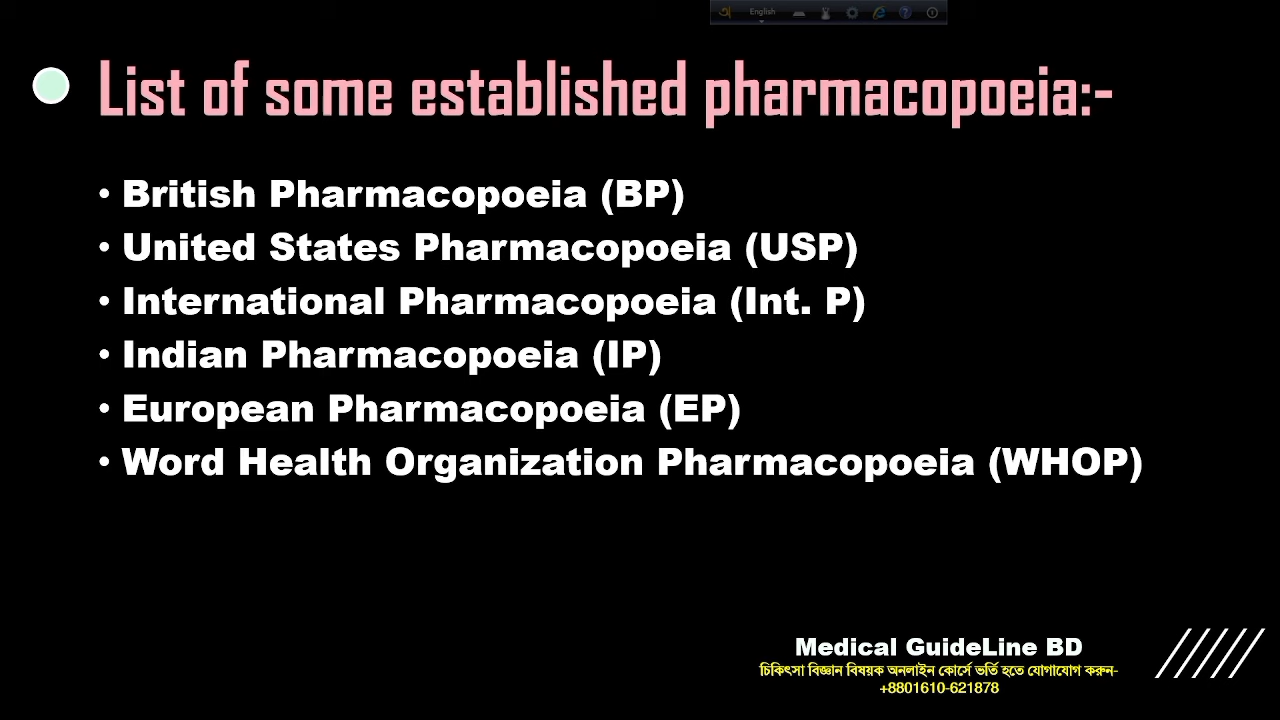 অ English
List of some established pharmacopoeia:-
• British Pharmacopoeia (BP)
• United States Pharmacopoeia (USP)
• International Pharmacopoeia (Int. P)
• Indian Pharmacopoeia (IP)
• European Pharmacopoeia (EP)
• Word Health Organization Pharmacopoeia (WHOP)
Medical GuideLine BD
চিকিৎসা বিজ্ঞান বিষয়ক অনলাইন কোর্সে ভর্তি হতে যোগাযোগ করুন-
+8801610-621878